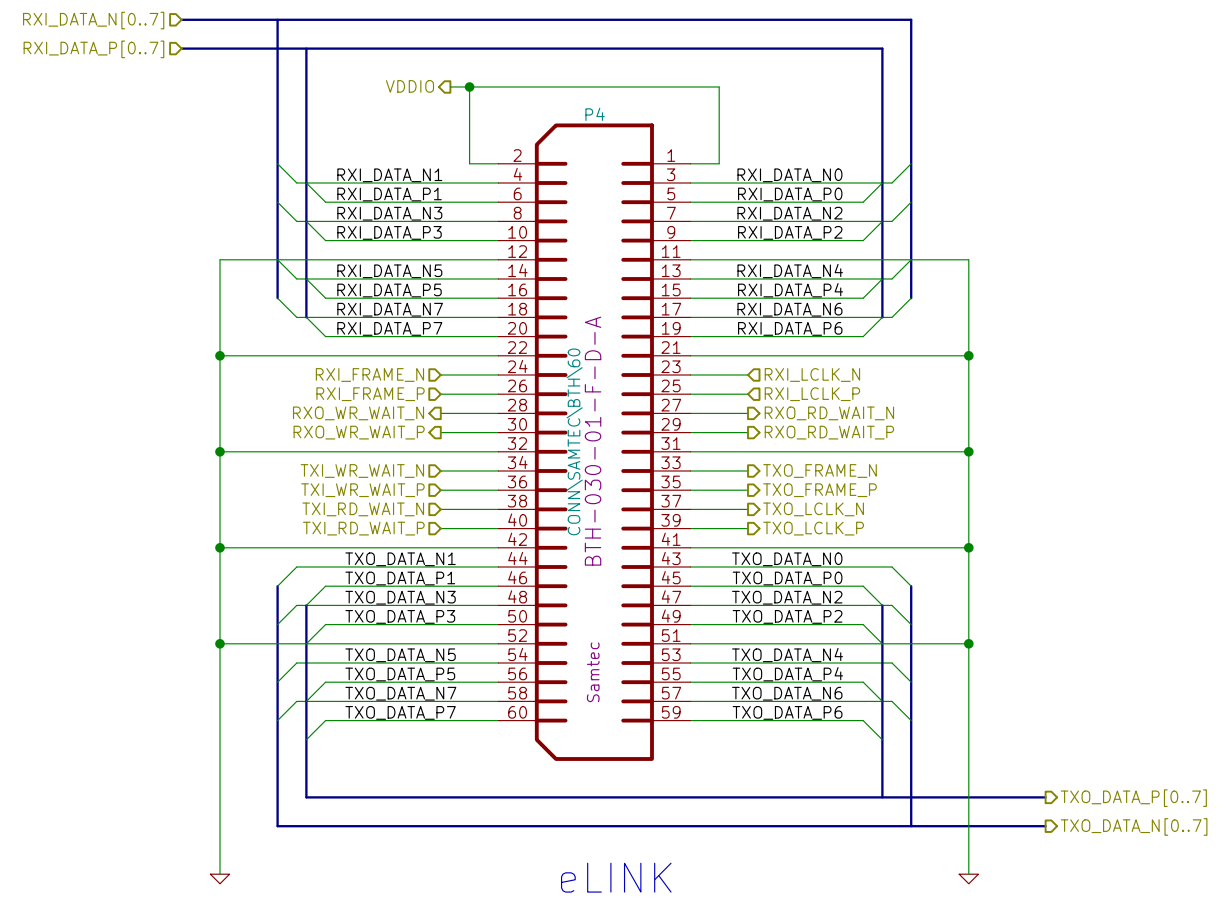 RXI_DATA_N[0..7]
RXI_DATA_P[0..7]
VDDIO
P4
2 1
RXI_DATA_N1 4 3 RXI_DATA_N0
RXI_DATA_P1 6 5 RXI_DATA_P0
RXI_DATA_N3 8 7 RXI_DATA_N2
RXI_DATA_P3 10 9 RXI_DATA_P2
12 11
RXI_DATA_N5 14 13 RXI_DATA_N4
RXI_DATA_P5 16 15 RXI_DATA_P4
RXI_DATA_N7 18 17 RXI_DATA_N6
RXI_DATA_P7 20 19 RXI_DATA_P6
22 21
RXI_FRAME_N 24 23 RXI_LCLK_N
RXI_FRAME_P 26 25 RXI_LCLK_P
RXO_WR_WAIT_N 28 27 RXO_RD_WAIT_N
RXO_WR_WAIT_P 30 29 RXO_RD_WAIT_P
32 31
TXI_WR_WAIT_N 34 33 TXO_FRAME_N
TXI_WR_WAIT_P 36 35 TXO_FRAME_P
TXI_RD_WAIT_N 38 37 TXO_LCLK_N
TXI_RD_WAIT_P 40 39 TXO_LCLK_P
42 41
TXO_DATA_N1 44 43 TXO_DATA_N0
TXO_DATA_P1 46 45 TXO_DATA_P0
TXO_DATA_N3 48 47 TXO_DATA_N2
TXO_DATA_P3 50 49 TXO_DATA_P2
52 51
TXO_DATA_N5 54 53 TXO_DATA_N4
TXO_DATA_P5 56 55 TXO_DATA_P4
TXO_DATA_N7 58 57 TXO_DATA_N6
TXO_DATA_P7 60 59 TXO_DATA_P6
CONN\SAMTEC\BTH\60
BTH-030-01-F-D-A
Samtec
TXO_DATA_P[0..7]
TXO_DATA_N[0..7]
eLINK